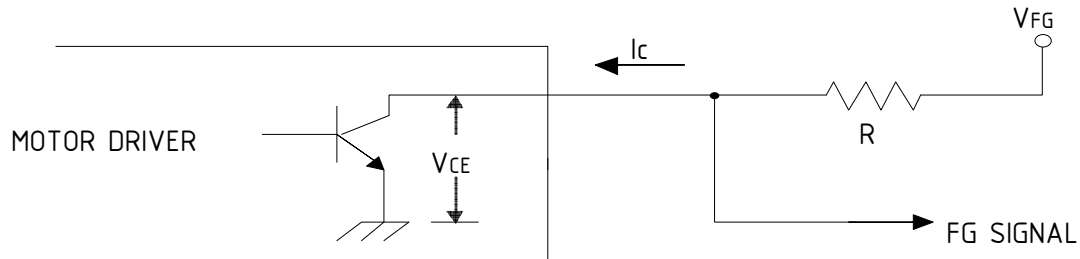 VFG
Ic
MOTOR DRIVER
VCE
R
FG SIGNAL